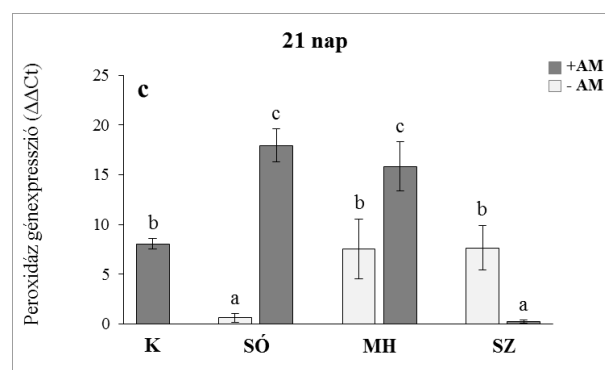 21 nap
+AM
- AM
c
Peroxidáz génexpresszió (ΔΔCt)
25
20
15
10
5
0
b
a
c
b
c
b
a
K
SÓ
MH
SZ